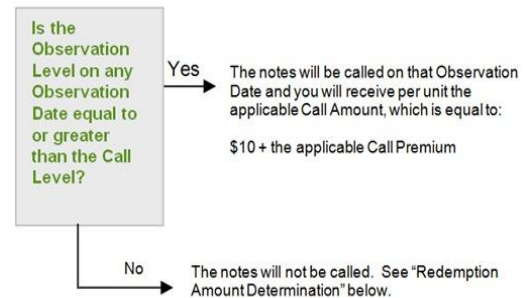 Is the
Observation
Level on any
Observation
Date equal to
or greater
than the Call
Level?
Yes
The notes will be called on that Observation
Date and you will receive per unit the
applicable Call Amount, which is equal to:
$10 + the applicable Call Premium
No
The notes will not be called. See “Redemption
Amount Determination” below.